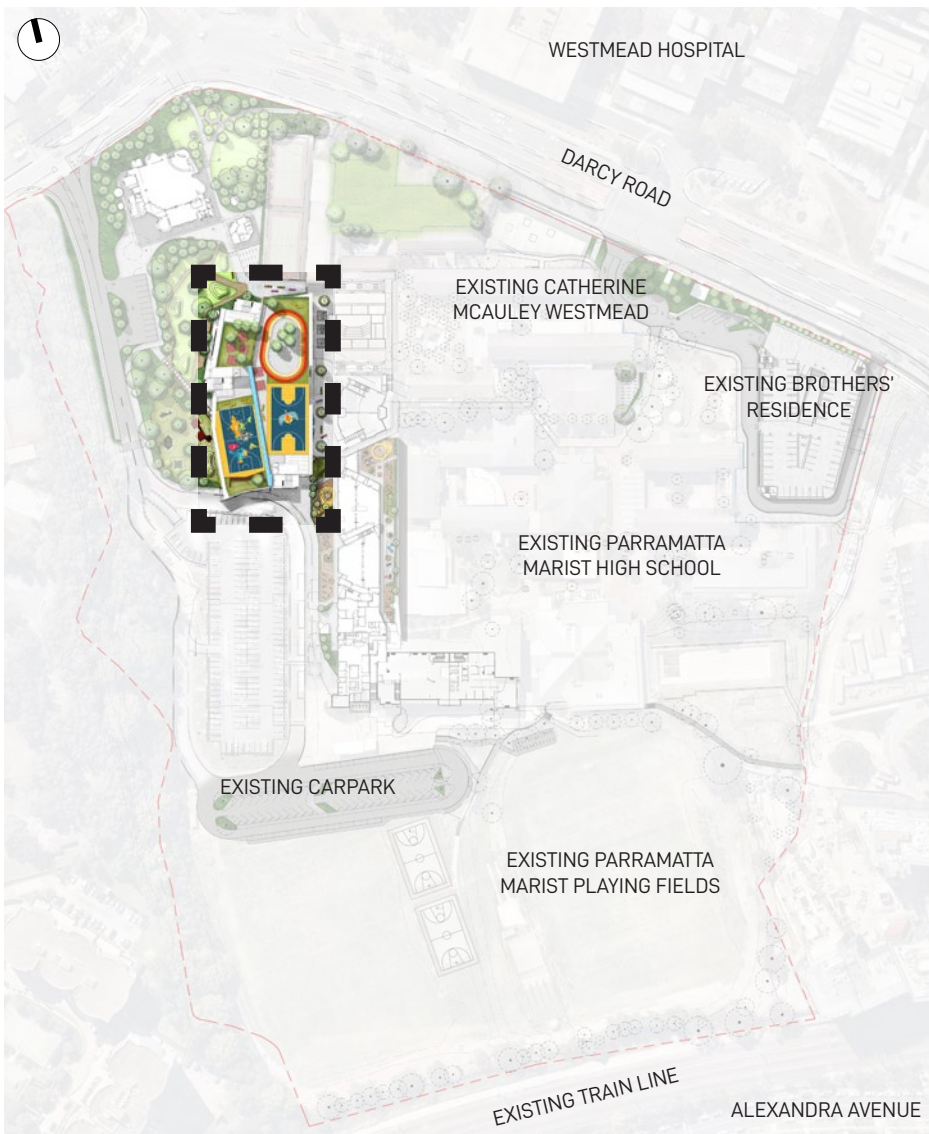 WESTMEAD HOSPITAL
DARCY ROAD
EXISTING CATHERINE
MCAULEY WESTMEAD
EXISTING BROTHERS'
RESIDENCE
EXISTING PARRAMATTA
MARIST HIGH SCHOOL
EXISTING CARPARK
EXISTING PARRAMATTA
MARIST PLAYING FIELDS
EXISTING TRAIN LINE
ALEXANDRA AVENUE